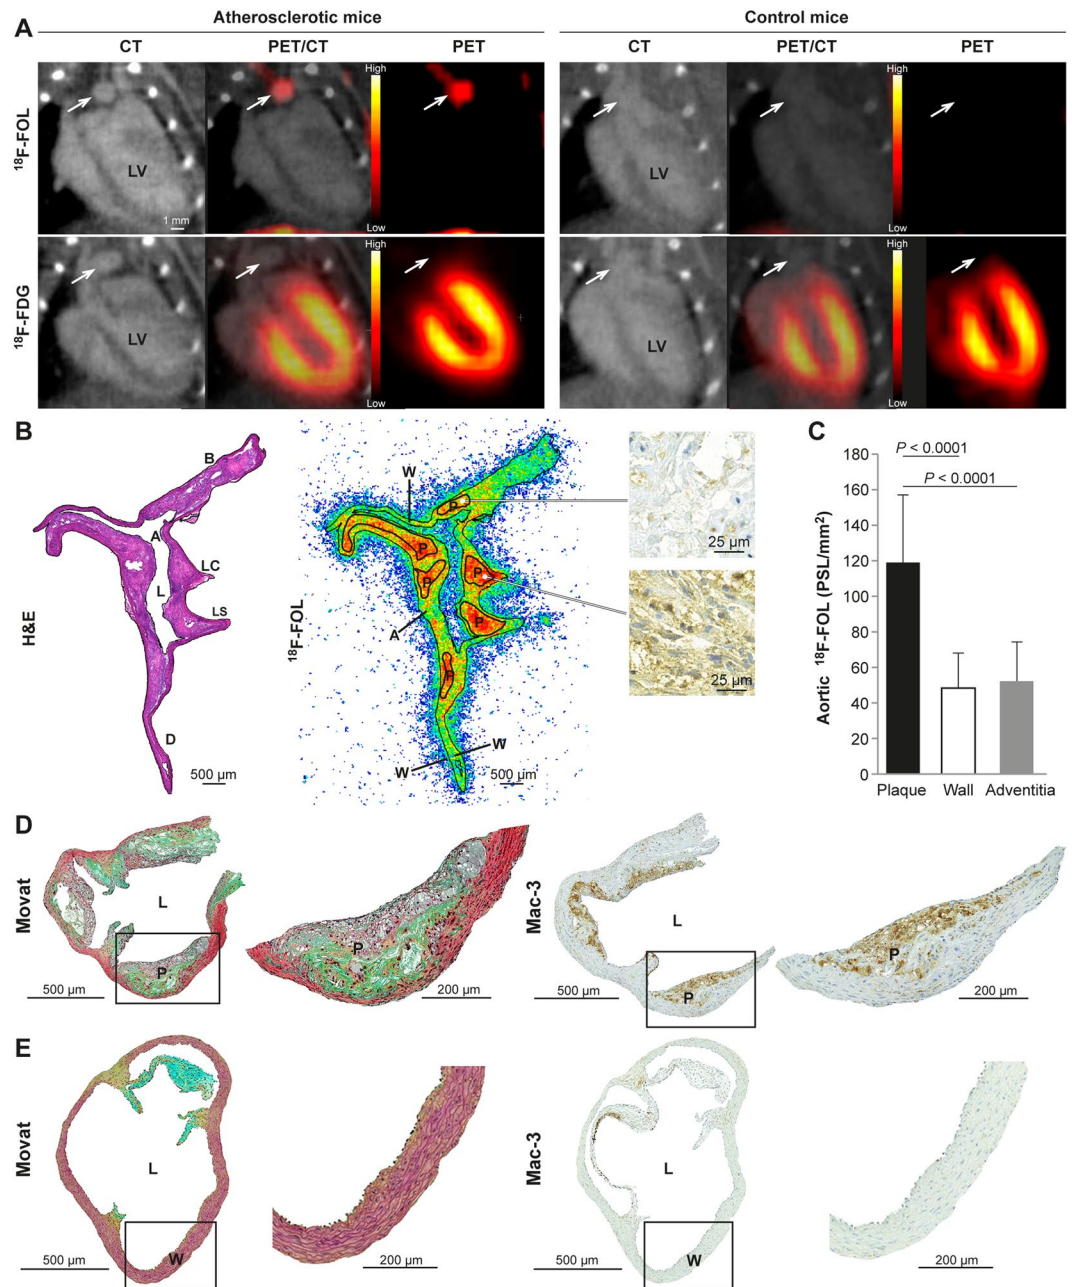 A
Atherosclerotic mice
Control mice
CT
PET/CT
PET
CT
PET/CT
PET
¹⁸F-FOL
LV
1 mm
High
Low
LV
High
Low
¹⁸F-FDG
LV
High
Low
LV
High
Low
B
H&E
B
A
LC
L
LS
D
500 µm
¹⁸F-FOL
W
P
P
P
P
A
P
P
W
W
500 µm
25 µm
25 µm
C
P < 0.0001
P < 0.0001
Aortic ¹⁸F-FOL (PSL/mm²)
180
160
140
120
100
80
60
40
20
0
Plaque
Wall
Adventitia
D
Movat
L
P
500 µm
P
200 µm
Mac-3
L
P
500 µm
P
200 µm
E
Movat
L
W
500 µm
200 µm
Mac-3
L
W
500 µm
200 µm